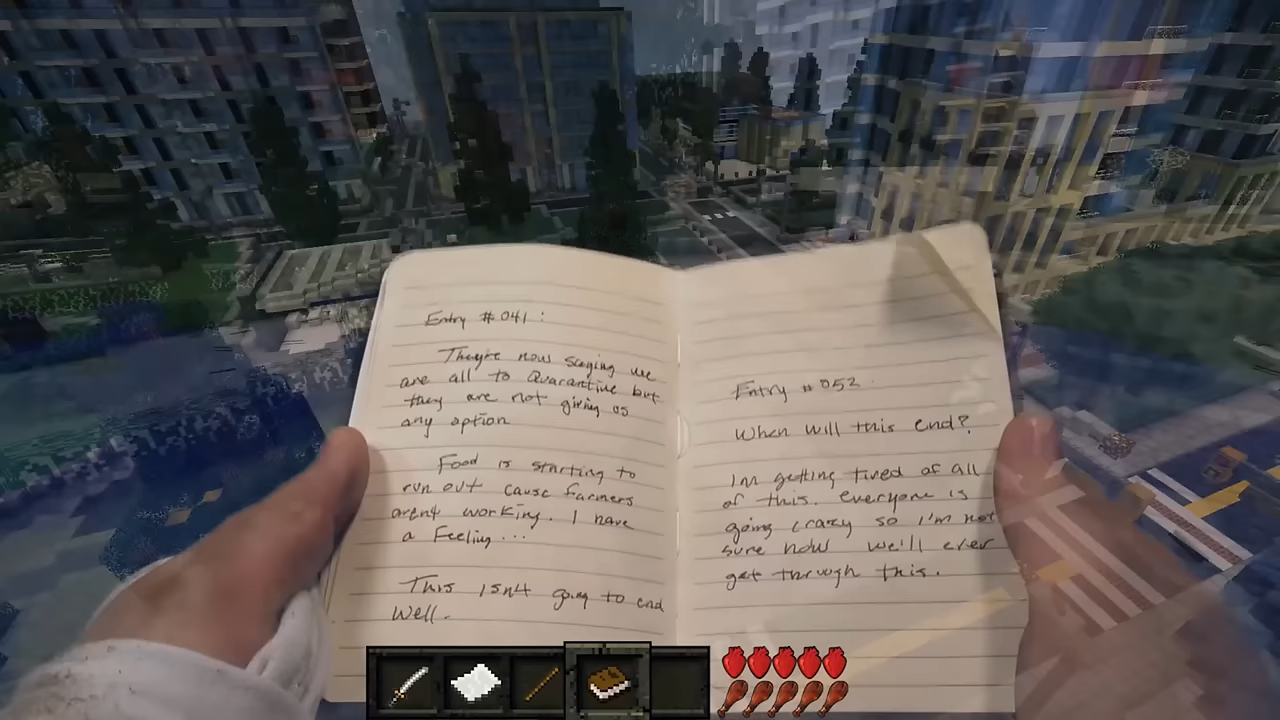 Entry #041:
They're now saying we
are all to Quarantine but
they are not giving us
any option
Food is starting to
run out cause farmers
arent working. I have
a Feeling...
This isn't going to end
Well.
Entry #052
When will this end?
Im getting tired of all
of this. everyone is
going crazy so I'm not
sure how we'll ever
get through this.